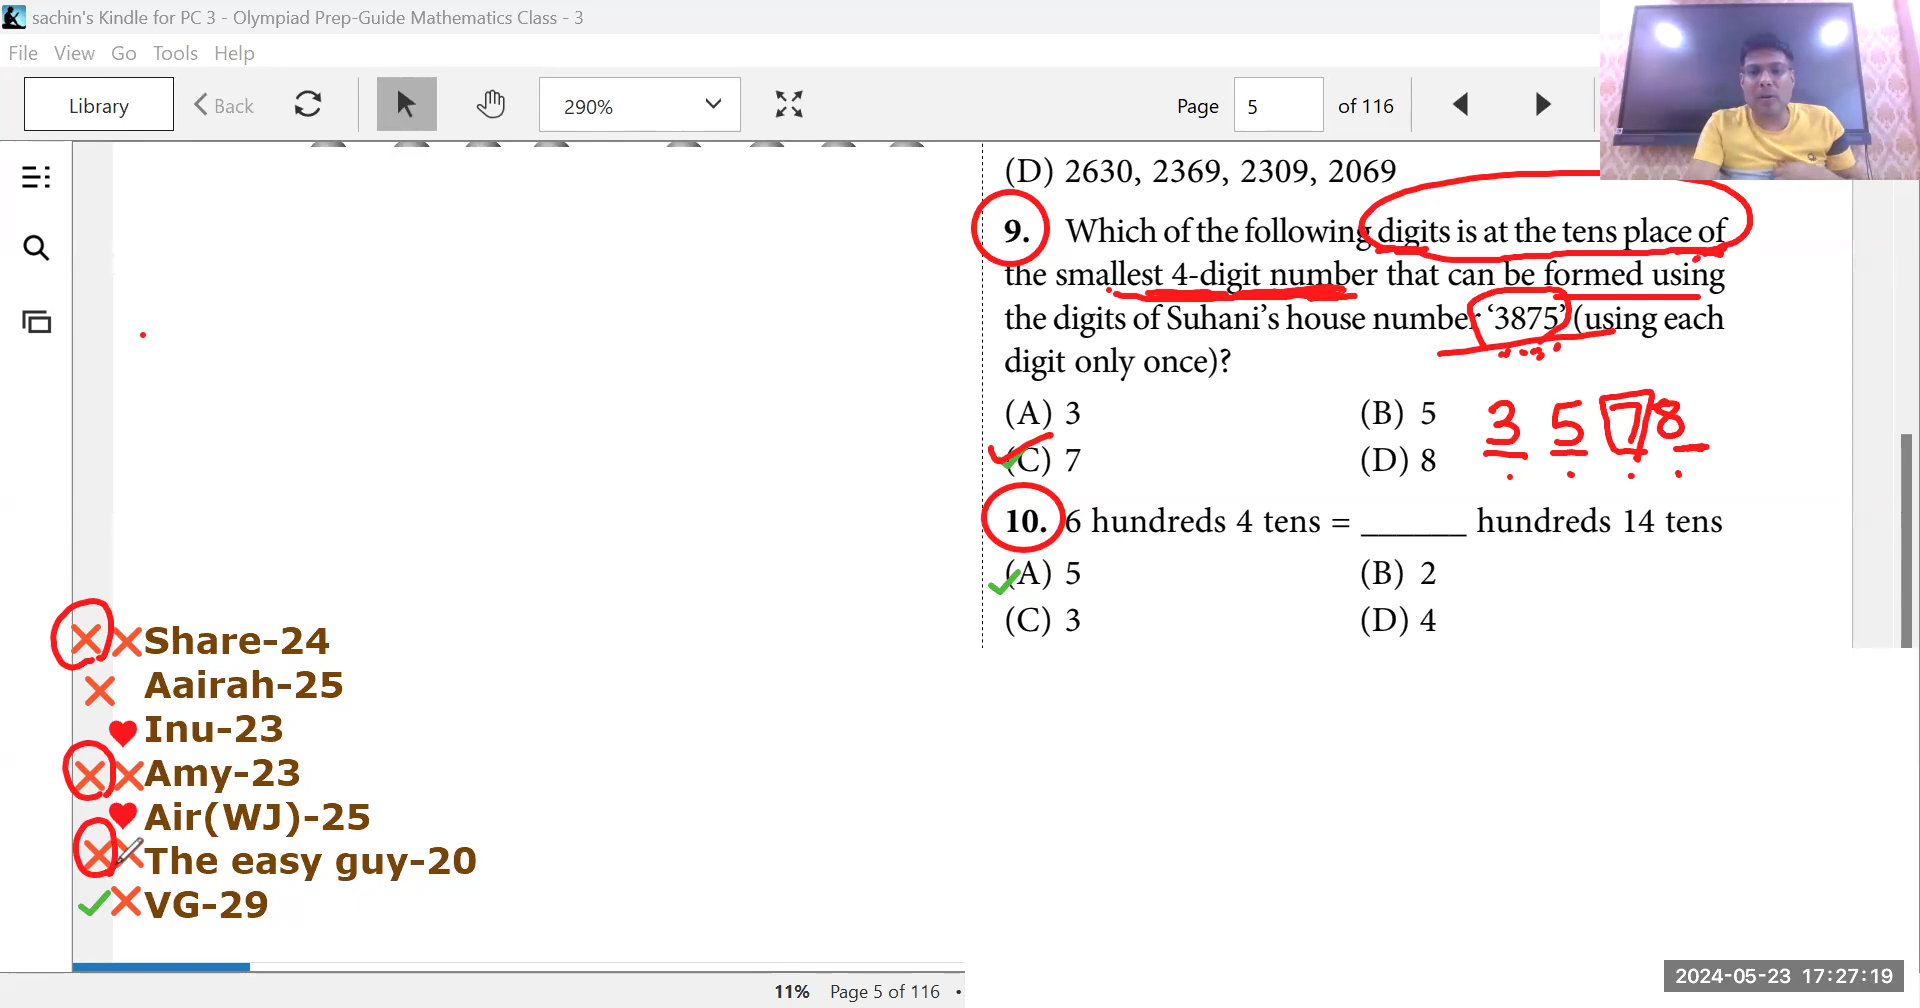 sachin's Kindle for PC 3 - Olympiad Prep-Guide Mathematics Class - 3
File View Go Tools Help
Library Back 290% Page 5 of 116
(D) 2630, 2369, 2309, 2069
9. Which of the following digits is at the tens place of
the smallest 4-digit number that can be formed using
the digits of Suhani's house number '3875' (using each
digit only once)?
(A) 3 (B) 5
3 5 7 8
(C) 7 (D) 8
10. 6 hundreds 4 tens = ______ hundreds 14 tens
(A) 5 (B) 2
(C) 3 (D) 4
Share-24
Aairah-25
Inu-23
Amy-23
Air(WJ)-25
The easy guy-20
VG-29
2024-05-23 17:27:19
11% Page 5 of 116 •